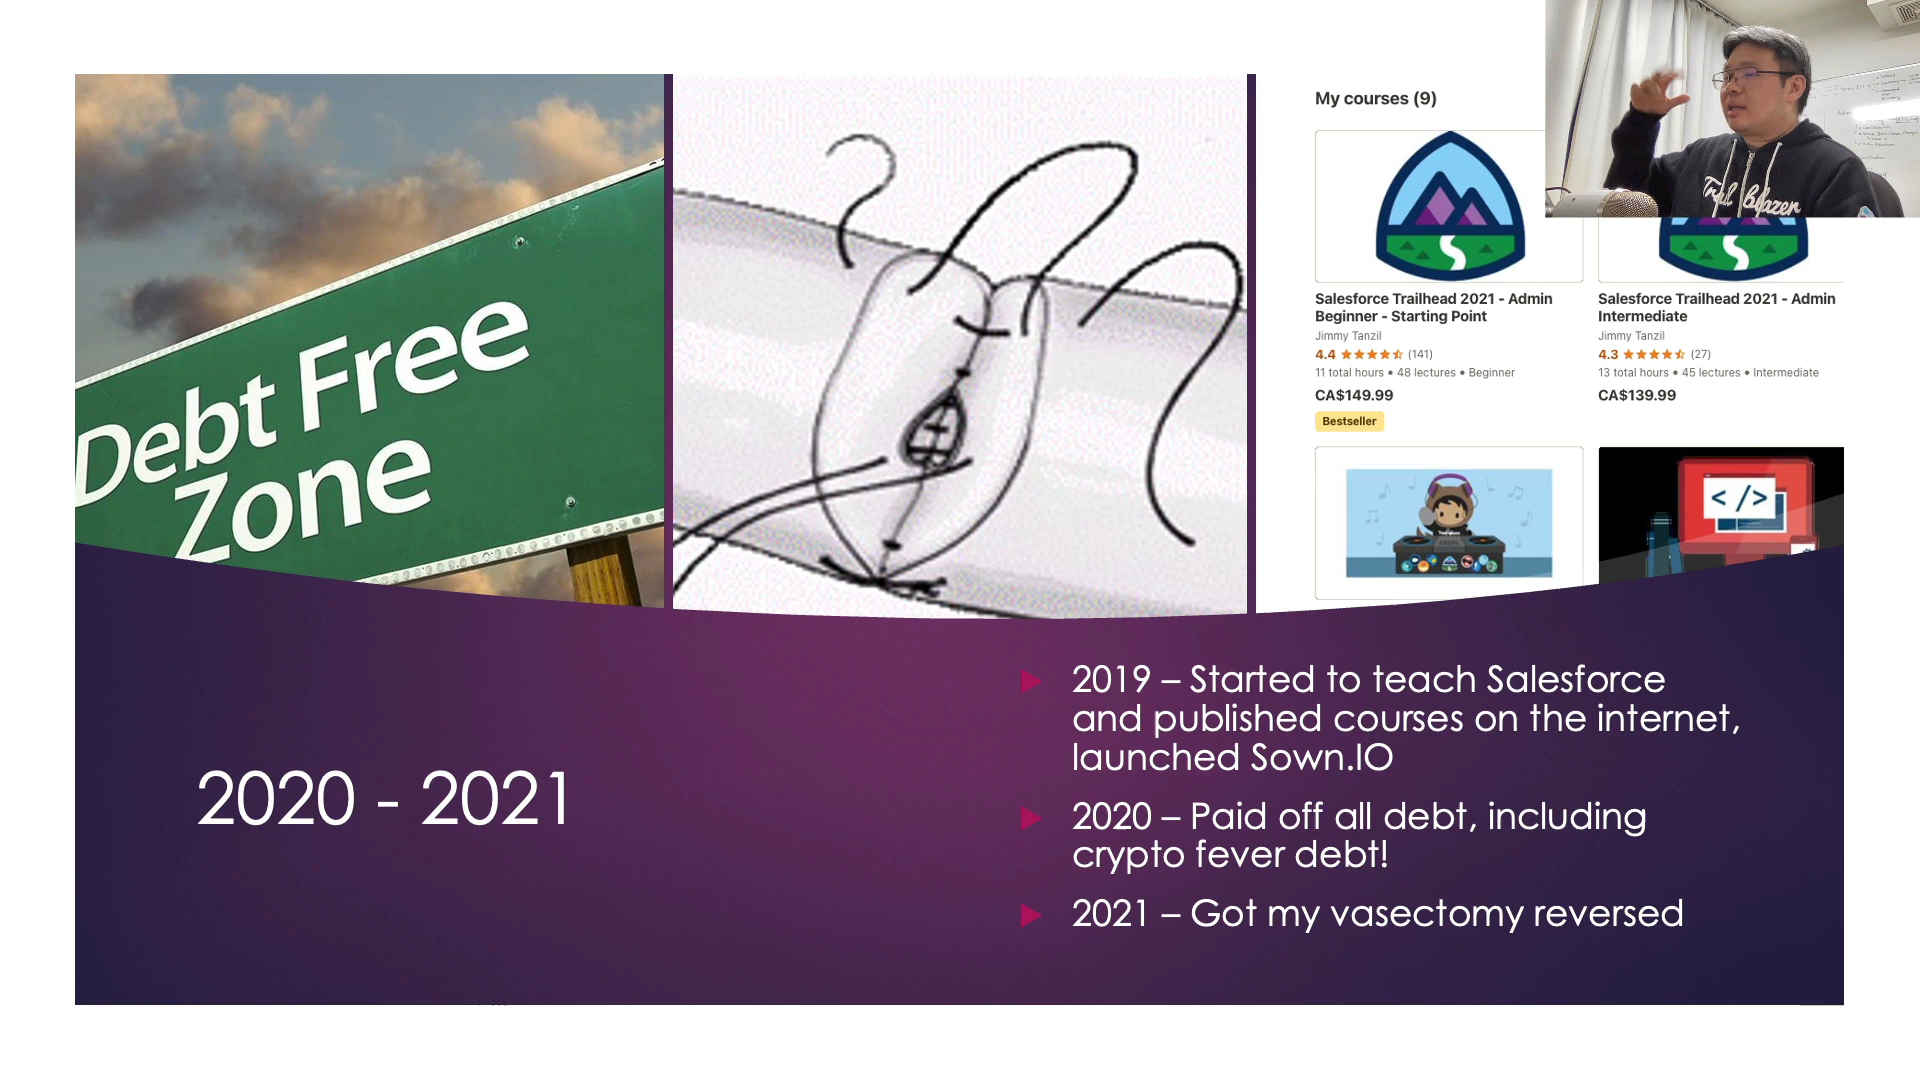 Debt Free
Zone
My courses (9)
Salesforce Trailhead 2021 - Admin
Beginner - Starting Point
Jimmy Tanzil
4.4 (141)
11 total hours • 48 lectures • Beginner
CA$149.99
Bestseller
Salesforce Trailhead 2021 - Admin
Intermediate
Jimmy Tanzil
4.3 (27)
13 total hours • 45 lectures • Intermediate
CA$139.99
</>
Trailblazer
2020 - 2021
2019 – Started to teach Salesforce
and published courses on the internet,
launched Sown.IO
2020 – Paid off all debt, including
crypto fever debt!
2021 – Got my vasectomy reversed